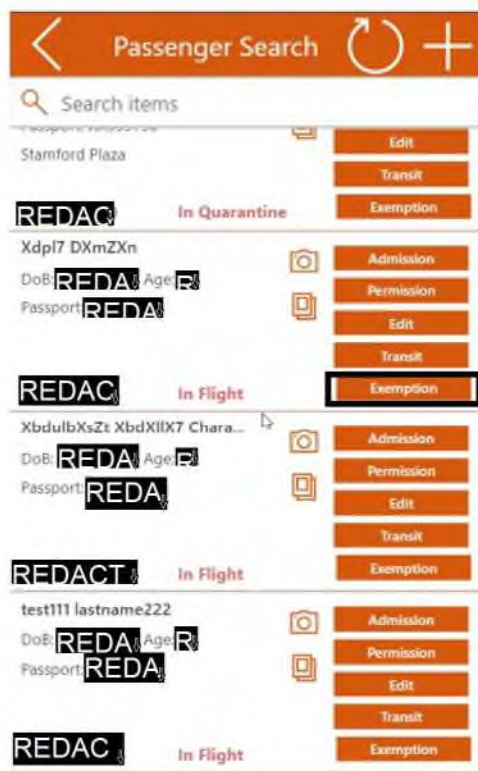 Passenger Search
Search items
Edit
Stamford Plaza
Transit
REDAC In Quarantine Exemption
Xdpl7 DXmZXn
Admission
DoB: REDA Age: R
Permission
Passport: REDA
Edit
Transit
REDAC In Flight Exemption
XbdulbXsZt XbdXllX7 Chara...
Admission
DoB: REDA Age: R
Permission
Passport: REDA
Edit
Transit
REDACT In Flight Exemption
test111 lastname222
Admission
DoB: REDA Age: R
Permission
Passport: REDA
Edit
Transit
REDAC In Flight Exemption